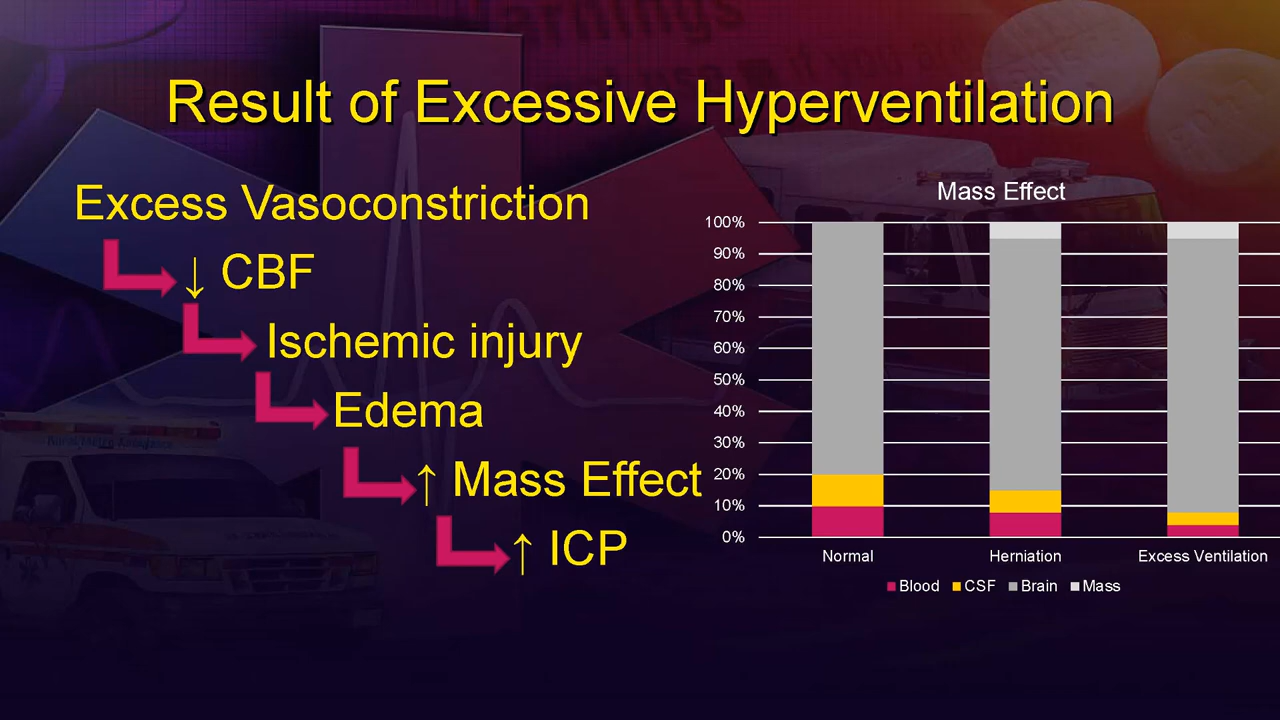 Result of Excessive Hyperventilation
Excess Vasoconstriction
↓ CBF
Ischemic injury
Edema
↑ Mass Effect
↑ ICP
Mass Effect
100%
90%
80%
70%
60%
50%
40%
30%
20%
10%
0%
Normal Herniation Excess Ventilation
Blood CSF Brain Mass